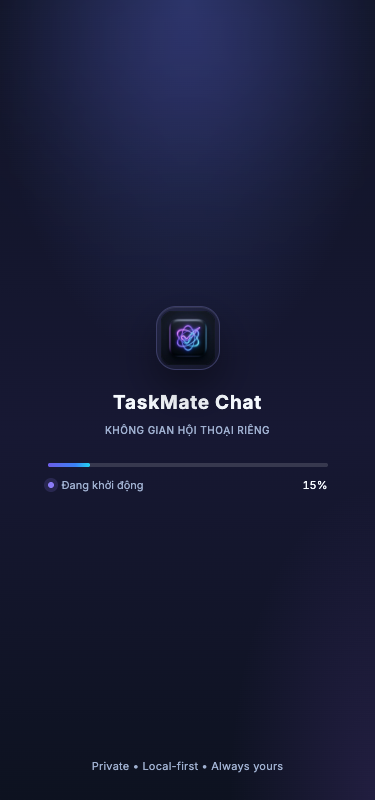 TaskMate Chat
KHÔNG GIAN HỘI THOẠI RIÊNG
Đang khởi động 15%
Private • Local-first • Always yours